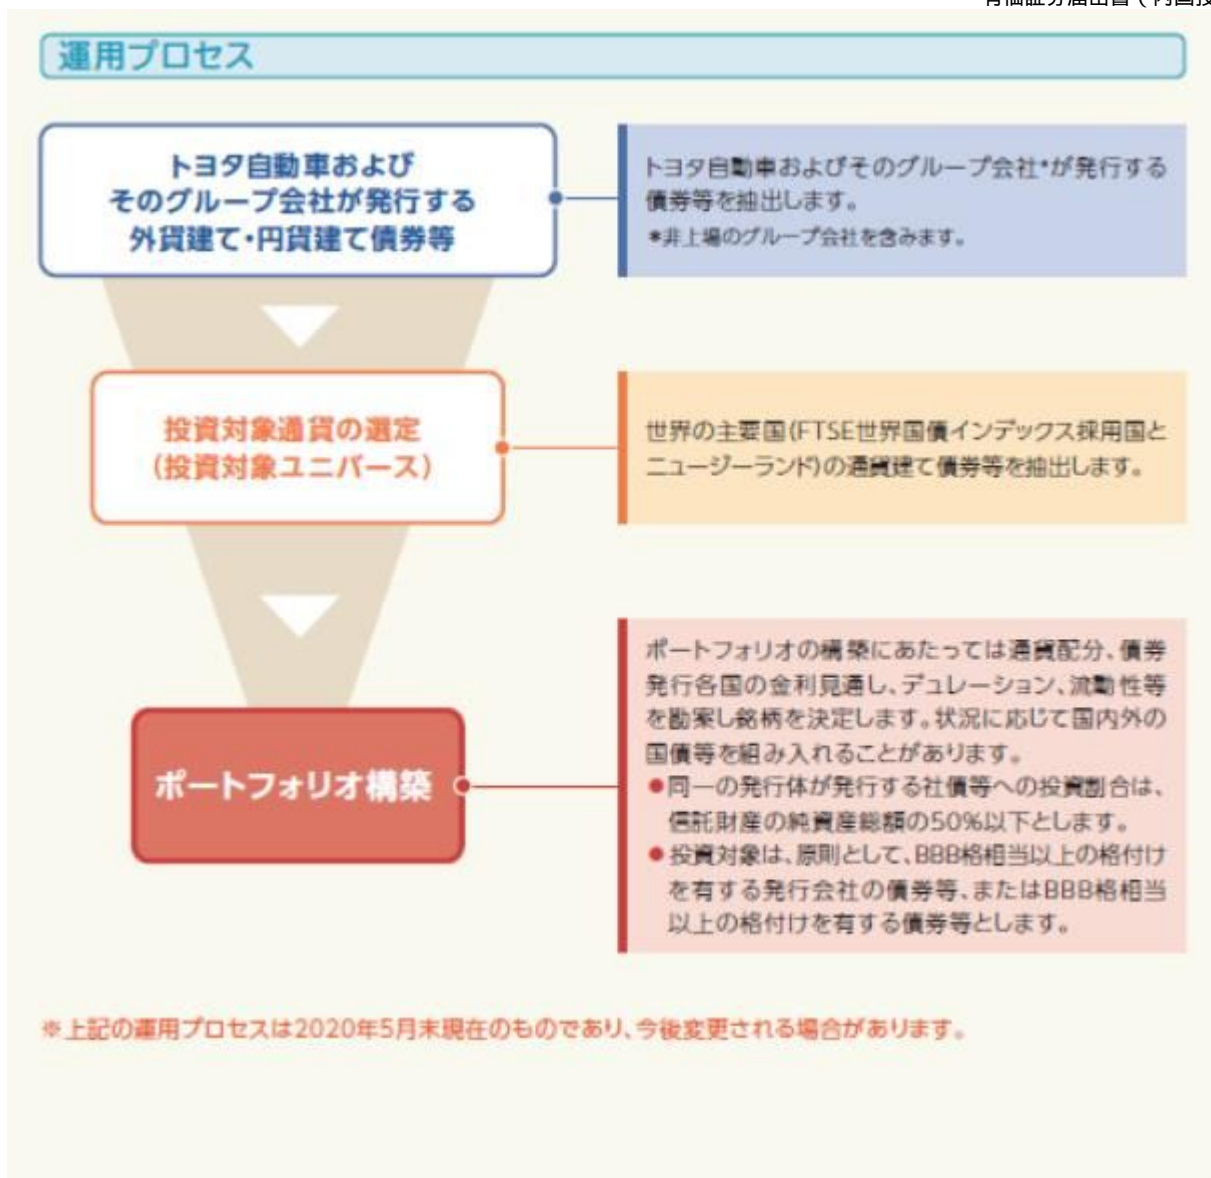 運用プロセス
トヨタ自動車および
そのグループ会社が発行する
外貨建て・円貨建て債券等
トヨタ自動車およびそのグループ会社*が発行する
債券等を抽出します。
*非上場のグループ会社を含みます。
投資対象通貨の選定
(投資対象ユニバース)
世界の主要国(FTSE世界国債インデックス採用国と
ニュージーランド)の通貨建て債券等を抽出します。
ポートフォリオ構築
ポートフォリオの構築にあたっては通貨配分、債券
発行各国の金利見通し、デュレーション、流動性等
を勘案し銘柄を決定します。状況に応じて国内外の
国債等を組み入れることがあります。
●同一の発行体が発行する社債等への投資割合は、
信託財産の純資産総額の50%以下とします。
●投資対象は、原則として、BBB格相当以上の格付け
を有する発行会社の債券等、またはBBB格相当
以上の格付けを有する債券等とします。
※上記の運用プロセスは2020年5月末現在のものであり、今後変更される場合があります。